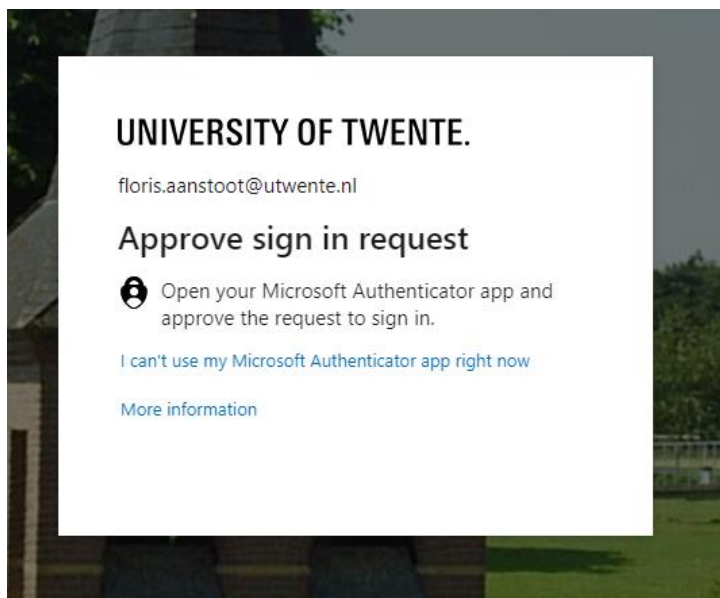 UNIVERSITY OF TWENTE.
floris.aanstoot@utwente.nl
Approve sign in request
Open your Microsoft Authenticator app and
approve the request to sign in.
I can't use my Microsoft Authenticator app right now
More information